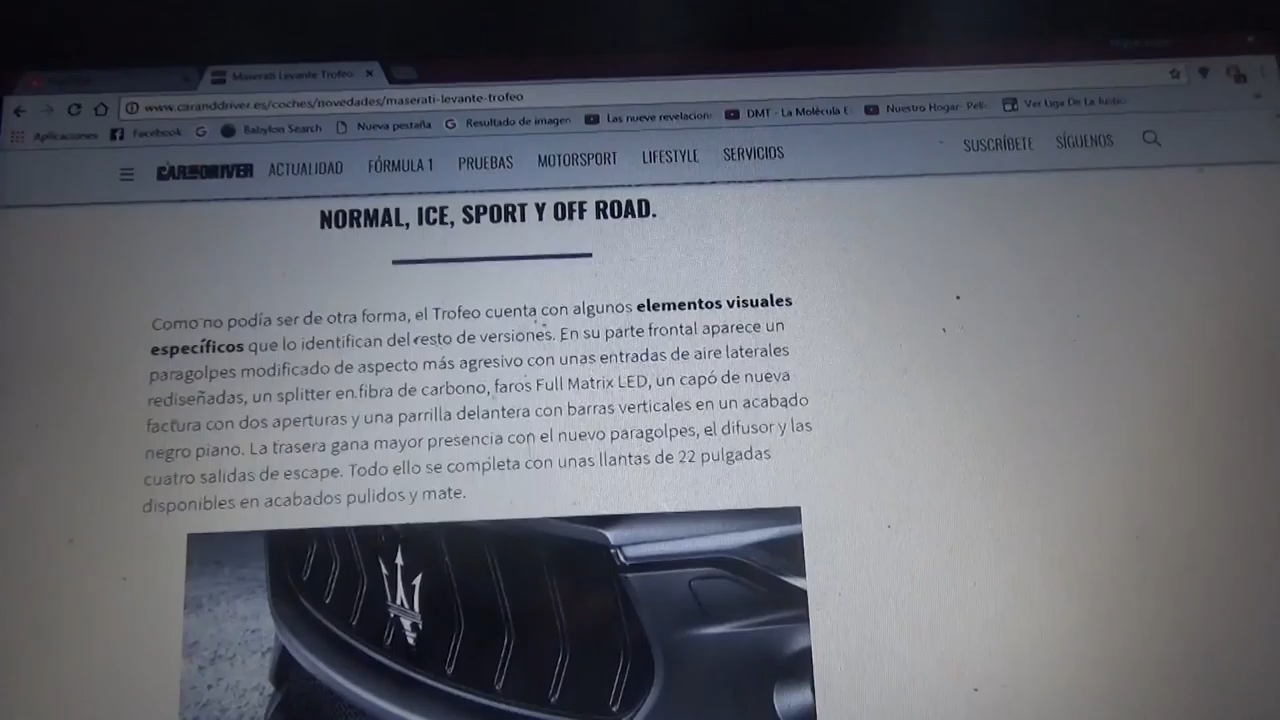 Maserati Levante Trofeo
www.caranddriver.es/coches/novedades/maserati-levante-trofeo
Aplicaciones Facebook G Babylon Search Nueva pestaña G Resultado de imagen Las nueve revelacion DMT - La Molécula E Nuestro Hogar- Peli Ver Liga De La Justic
CAR AND DRIVER ACTUALIDAD FÓRMULA 1 PRUEBAS MOTORSPORT LIFESTYLE SERVICIOS SUSCRÍBETE SÍGUENOS
NORMAL, ICE, SPORT Y OFF ROAD.
Como no podía ser de otra forma, el Trofeo cuenta con algunos elementos visuales
específicos que lo identifican del resto de versiones. En su parte frontal aparece un
paragolpes modificado de aspecto más agresivo con unas entradas de aire laterales
rediseñadas, un splitter en fibra de carbono, faros Full Matrix LED, un capó de nueva
factura con dos aperturas y una parrilla delantera con barras verticales en un acabado
negro piano. La trasera gana mayor presencia con el nuevo paragolpes, el difusor y las
cuatro salidas de escape. Todo ello se completa con unas llantas de 22 pulgadas
disponibles en acabados pulidos y mate.